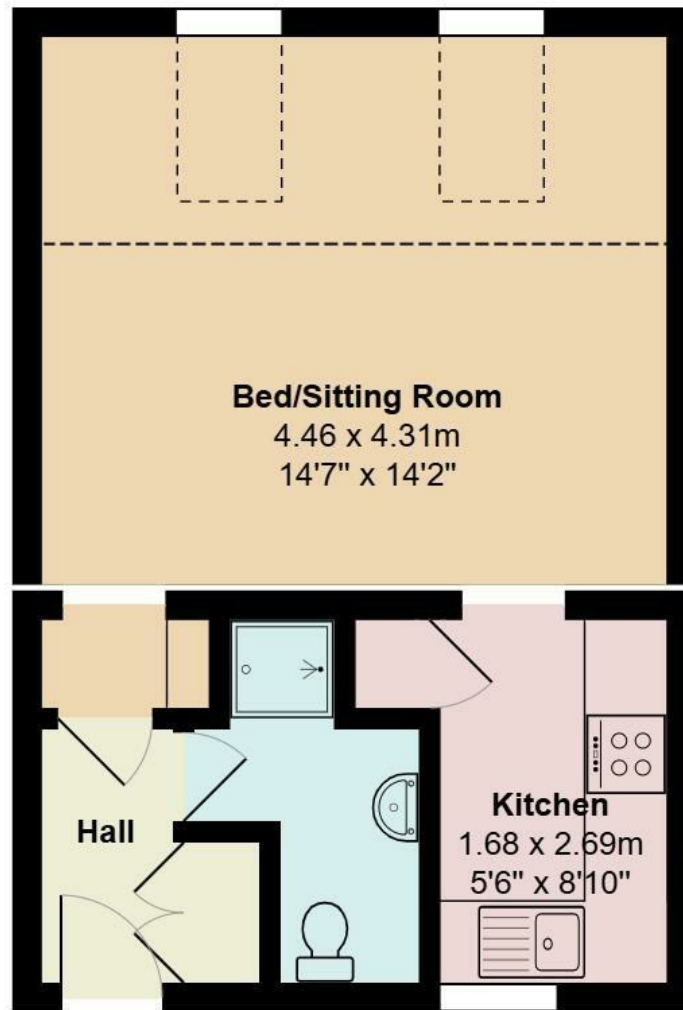 Bed/Sitting Room
4.46 x 4.31m
14'7" x 14'2"
Hall
Kitchen
1.68 x 2.69m
5'6" x 8'10"